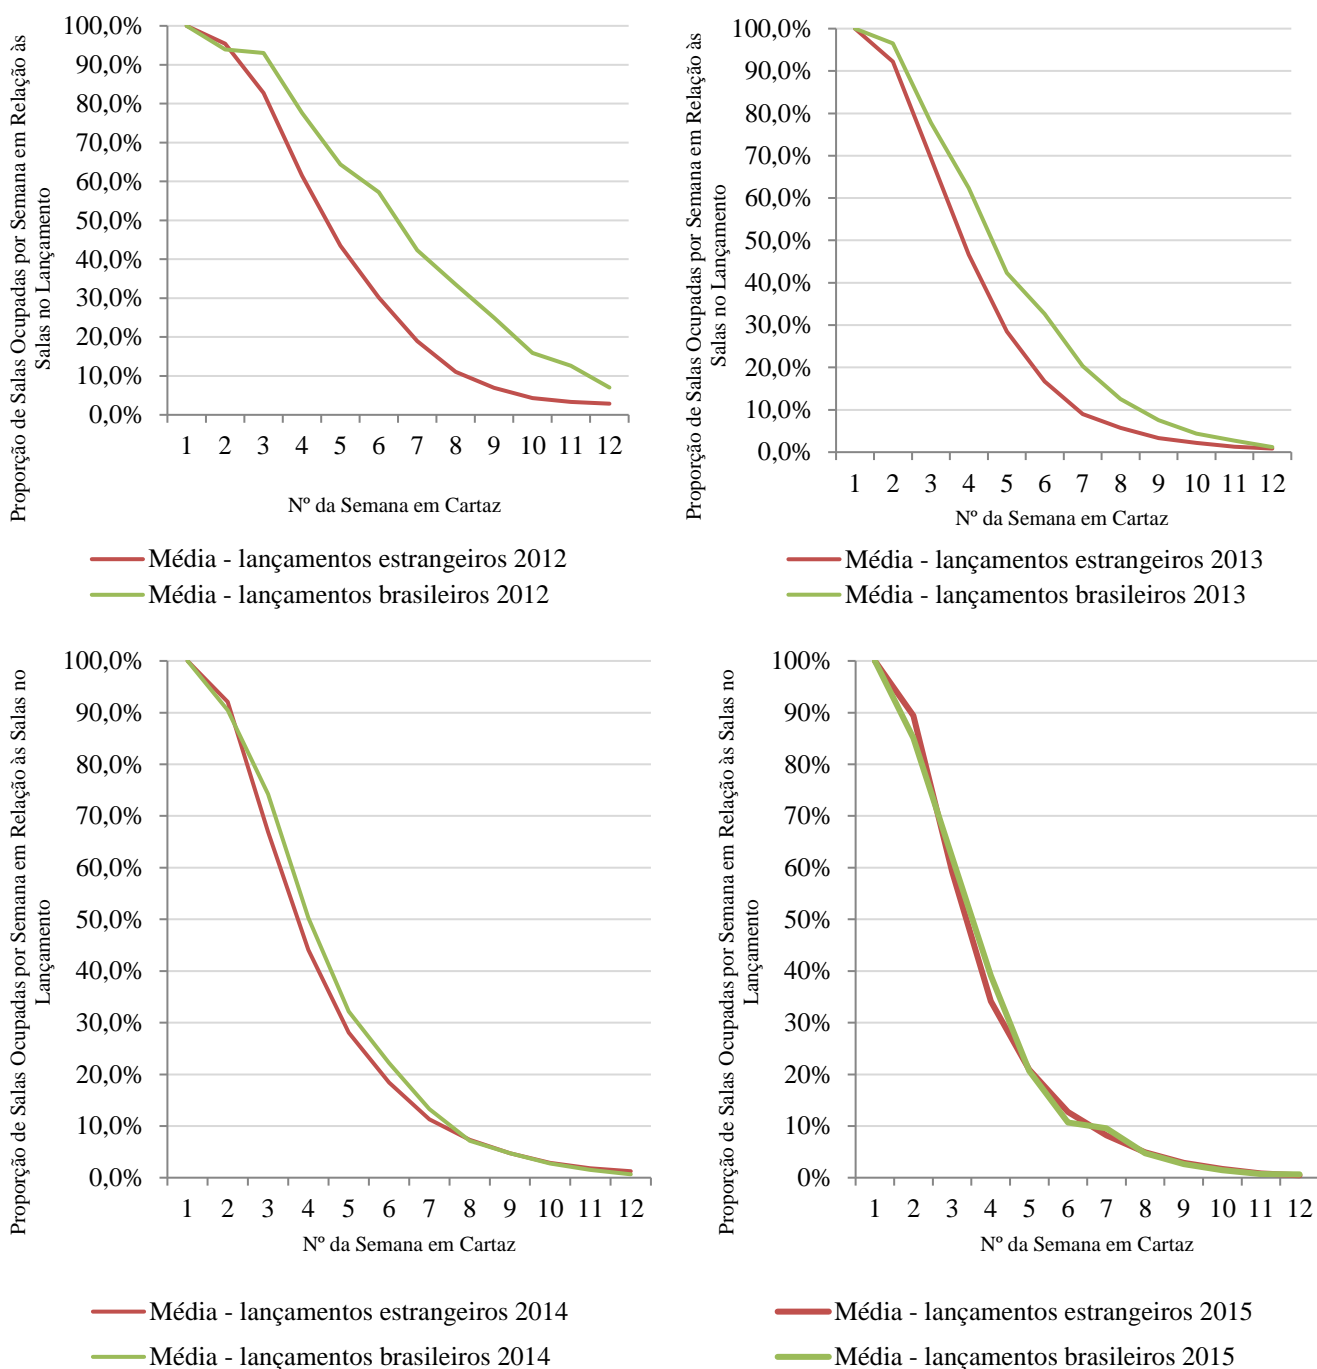 Proporção de Salas Ocupadas por Semana em Relação às
Salas no Lançamento
100,0%
90,0%
80,0%
70,0%
60,0%
50,0%
40,0%
30,0%
20,0%
10,0%
0,0%
1 2 3 4 5 6 7 8 9 10 11 12
Nº da Semana em Cartaz
Média - lançamentos estrangeiros 2012
Média - lançamentos brasileiros 2012
Proporção de Salas Ocupadas por Semana em Relação às
Salas no Lançamento
100,0%
90,0%
80,0%
70,0%
60,0%
50,0%
40,0%
30,0%
20,0%
10,0%
0,0%
1 2 3 4 5 6 7 8 9 10 11 12
Nº da Semana em Cartaz
Média - lançamentos estrangeiros 2013
Média - lançamentos brasileiros 2013
Proporção de Salas Ocupadas por Semana em Relação às Salas no
Lançamento
100,0%
90,0%
80,0%
70,0%
60,0%
50,0%
40,0%
30,0%
20,0%
10,0%
0,0%
1 2 3 4 5 6 7 8 9 10 11 12
Nº da Semana em Cartaz
Média - lançamentos estrangeiros 2014
Média - lançamentos brasileiros 2014
Proporção de Salas Ocupadas por Semana em Relação às Salas no
Lançamento
100%
90%
80%
70%
60%
50%
40%
30%
20%
10%
0%
1 2 3 4 5 6 7 8 9 10 11 12
Nº da Semana em Cartaz
Média - lançamentos estrangeiros 2015
Média - lançamentos brasileiros 2015